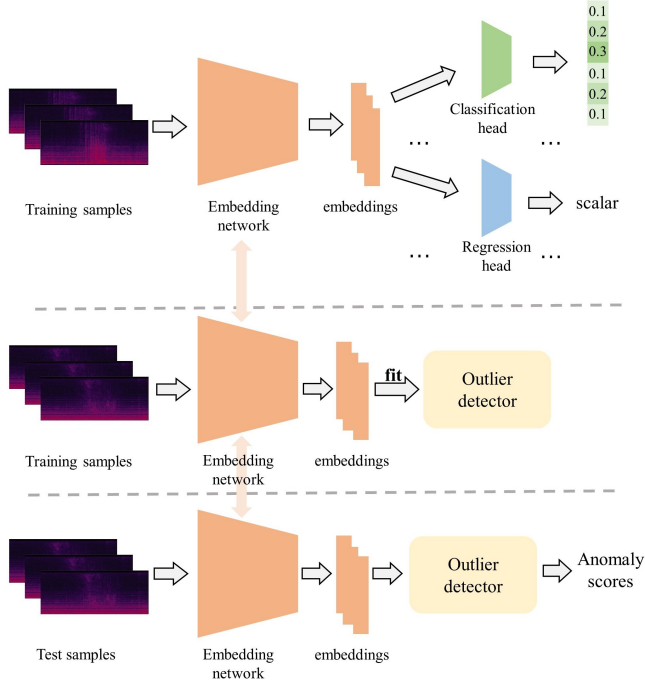 0.1
0.2
0.3
0.1
0.2
0.1
Classification
head
... ...
Training samples
Embedding
network
embeddings
scalar
Regression
head
... ...
fit
Outlier
detector
Training samples
Embedding
network
embeddings
Outlier
detector
Anomaly
scores
Test samples
Embedding
network
embeddings